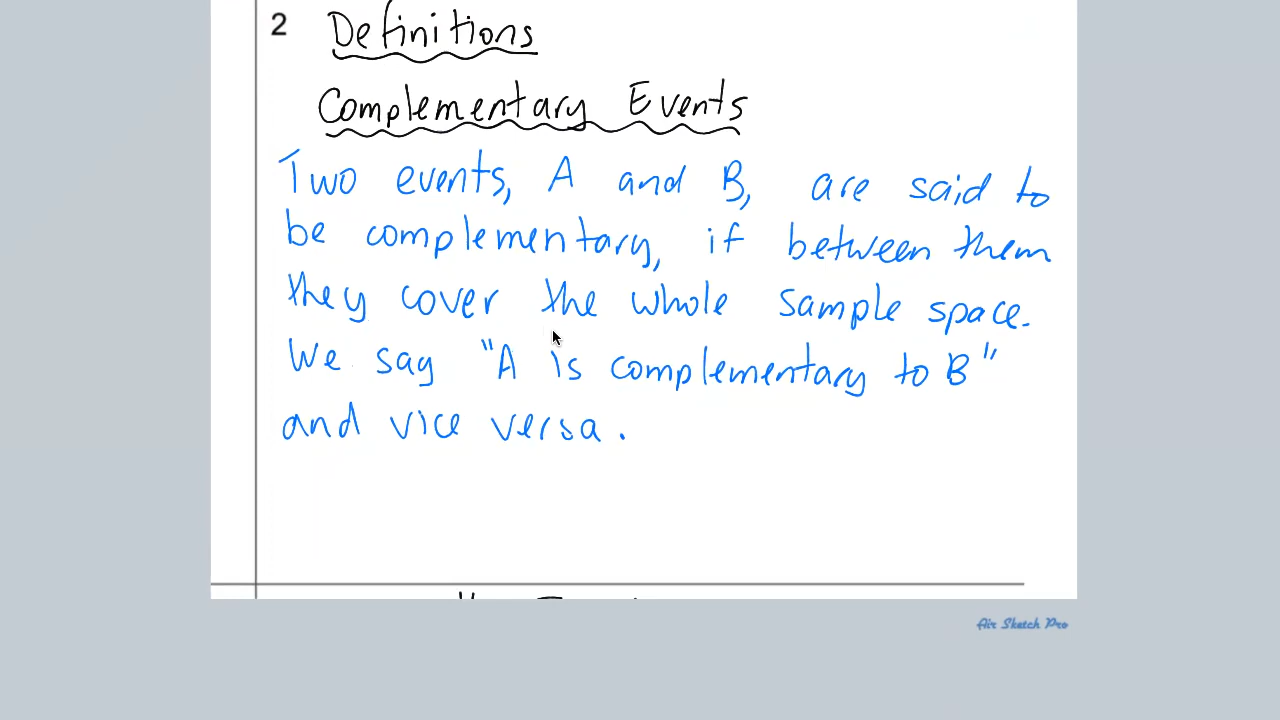 2 Definitions
Complementary Events
Two events, A and B, are said to
be complementary, if between them
they cover the whole sample space.
We say "A is complementary to B"
and vice versa.
Air Sketch Pro